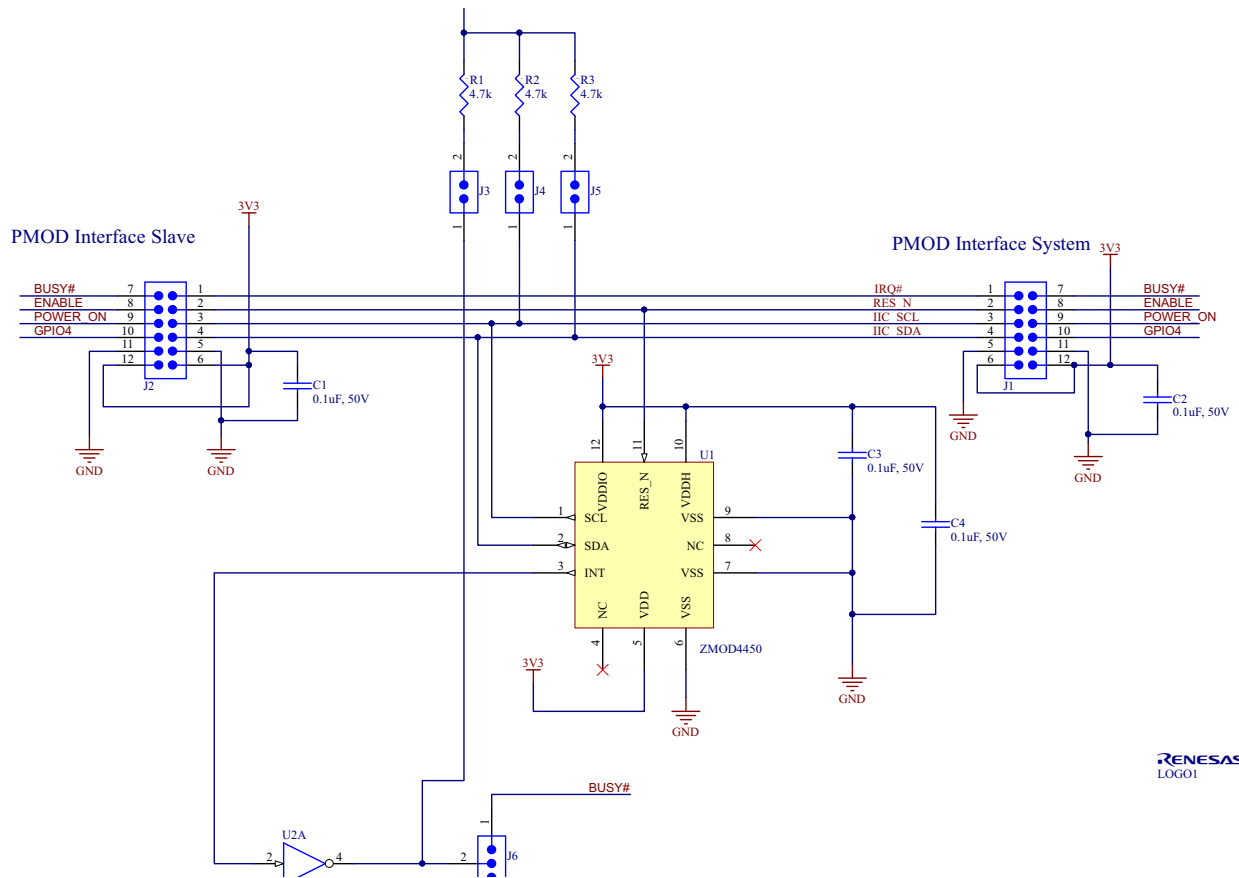 R1
4.7k
R2
4.7k
R3
4.7k
2
2
2
J3
J4
J5
1
1
1
3V3
PMOD Interface Slave
PMOD Interface System
3V3
BUSY#
7
1
IRQ#
1
7
BUSY#
ENABLE
8
2
RES_N
2
8
ENABLE
POWER_ON
9
3
IIC_SCL
3
9
POWER_ON
GPIO4
10
4
IIC_SDA
4
10
GPIO4
11
5
5
11
12
6
6
12
J2
J1
C1
0.1uF, 50V
3V3
C2
0.1uF, 50V
GND
GND
GND
GND
12
11
10
U1
C3
0.1uF, 50V
VDDIO
RES_N
VDDH
1
SCL
VSS
9
2
SDA
NC
8
3
INT
VSS
7
C4
0.1uF, 50V
NC
VDD
VSS
4
5
6
ZMOD4450
3V3
GND
GND
RENESAS
LOGO1
BUSY#
1
U2A
2
4
2
J6